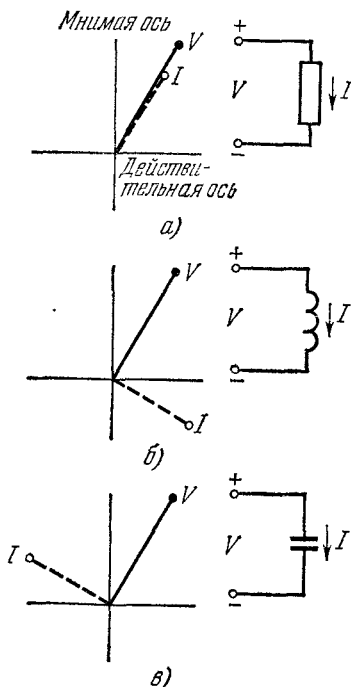 Мнимая ось
V
I
+
V
I
−
Действи-
тельная ось
а)
V
I
+
V
I
−
б)
V
I
+
V
I
−
в)